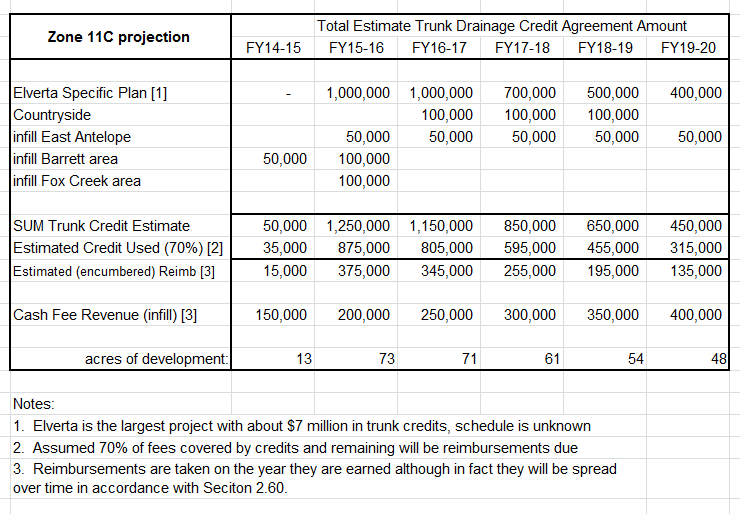 Zone 11C projection
Total Estimate Trunk Drainage Credit Agreement Amount
FY14-15 FY15-16 FY16-17 FY17-18 FY18-19 FY19-20
Elverta Specific Plan [1] - 1,000,000 1,000,000 700,000 500,000 400,000
Countryside 100,000 100,000 100,000
infill East Antelope 50,000 50,000 50,000 50,000 50,000
infill Barrett area 50,000 100,000
infill Fox Creek area 100,000
SUM Trunk Credit Estimate 50,000 1,250,000 1,150,000 850,000 650,000 450,000
Estimated Credit Used (70%) [2] 35,000 875,000 805,000 595,000 455,000 315,000
Estimated (encumbered) Reimb [3] 15,000 375,000 345,000 255,000 195,000 135,000
Cash Fee Revenue (infill) [3] 150,000 200,000 250,000 300,000 350,000 400,000
acres of development: 13 73 71 61 54 48
Notes:
1. Elverta is the largest project with about $7 million in trunk credits, schedule is unknown
2. Assumed 70% of fees covered by credits and remaining will be reimbursements due
3. Reimbursements are taken on the year they are earned although in fact they will be spread
over time in accordance with Seciton 2.60.